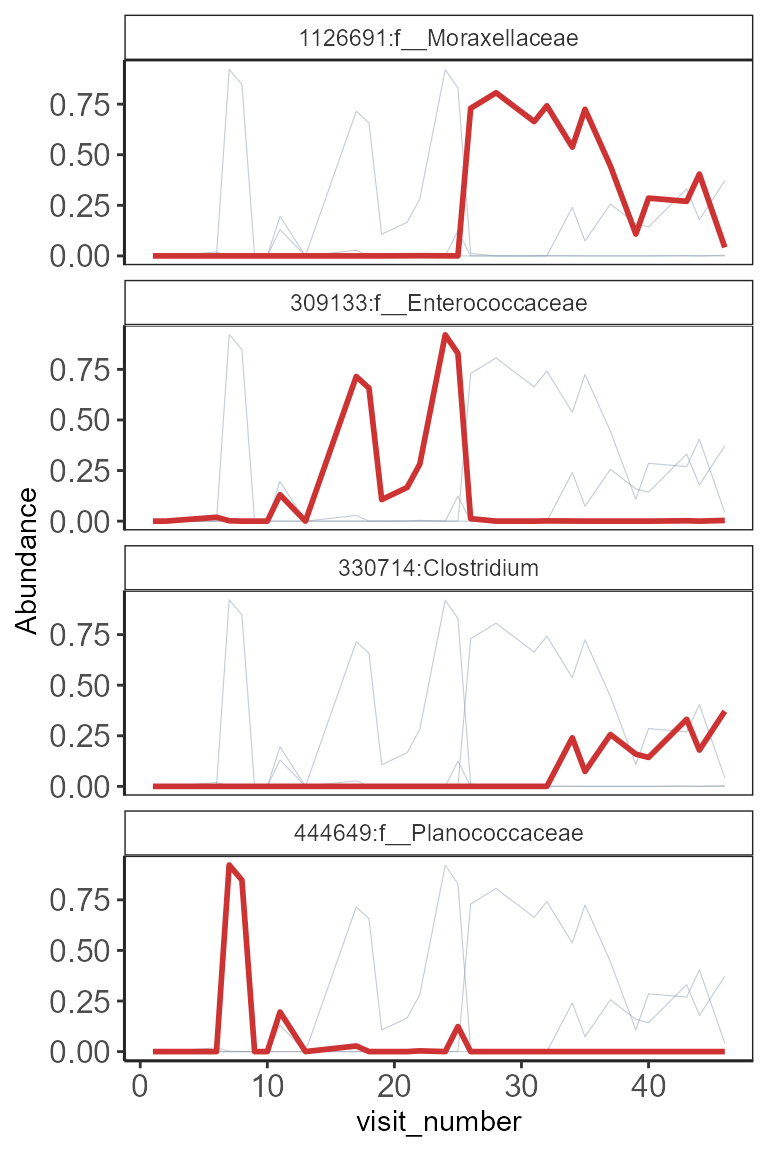 1126691:f__Moraxellaceae
0.75
0.50
0.25
0.00
309133:f__Enterococcaceae
0.75
0.50
0.25
0.00
Abundance
330714:Clostridium
0.75
0.50
0.25
0.00
444649:f__Planococcaceae
0.75
0.50
0.25
0.00
0 10 20 30 40
visit_number